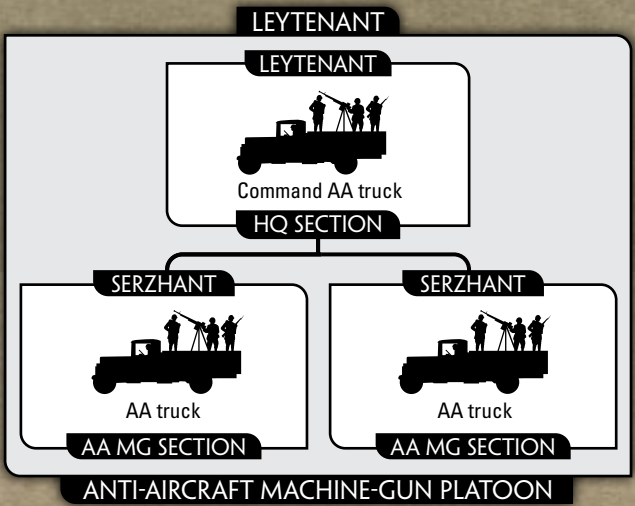 LEYTENANT
LEYTENANT
Command AA truck
HQ SECTION
SERZHANT
SERZHANT
AA truck
AA truck
AA MG SECTION
AA MG SECTION
ANTI-AIRCRAFT MACHINE-GUN PLATOON